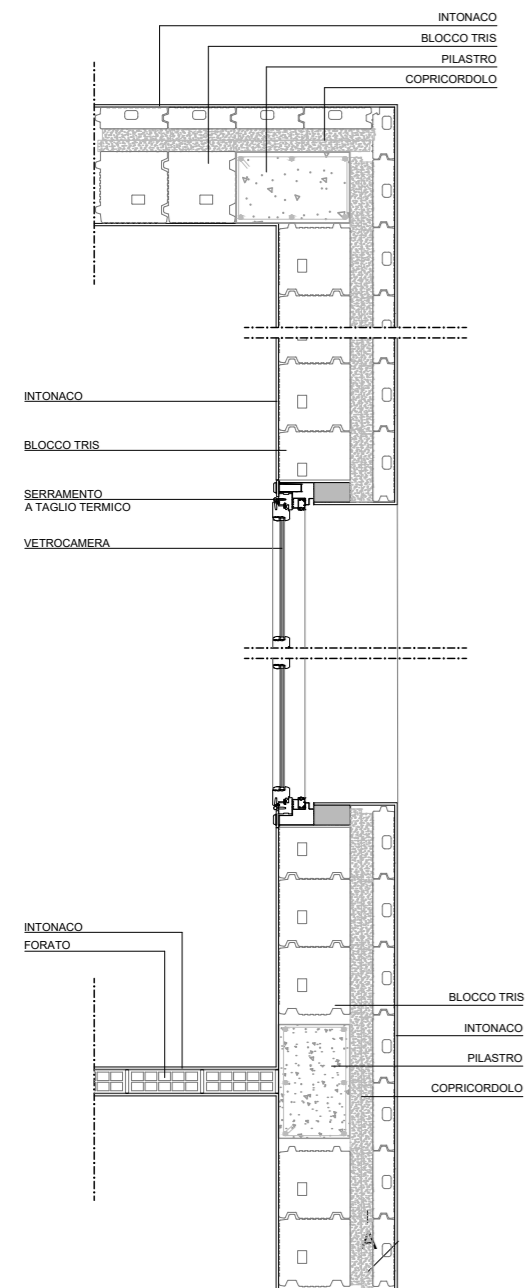 INTONACO
BLOCCO TRIS
PILASTRO
COPRICORDOLO
INTONACO
BLOCCO TRIS
SERRAMENTO
A TAGLIO TERMICO
VETROCAMERA
INTONACO
FORATO
BLOCCO TRIS
INTONACO
PILASTRO
COPRICORDOLO